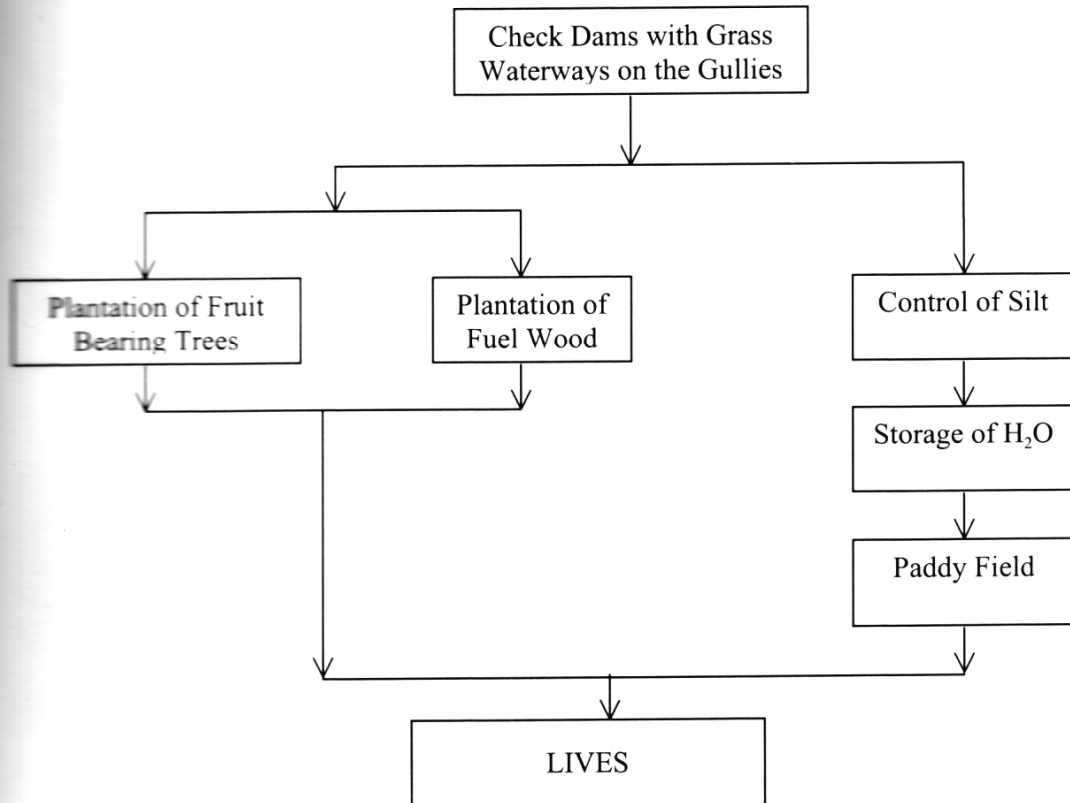 Check Dams with Grass
Waterways on the Gullies
Plantation of Fruit
Bearing Trees
Plantation of
Fuel Wood
Control of Silt
Storage of H₂O
Paddy Field
LIVES